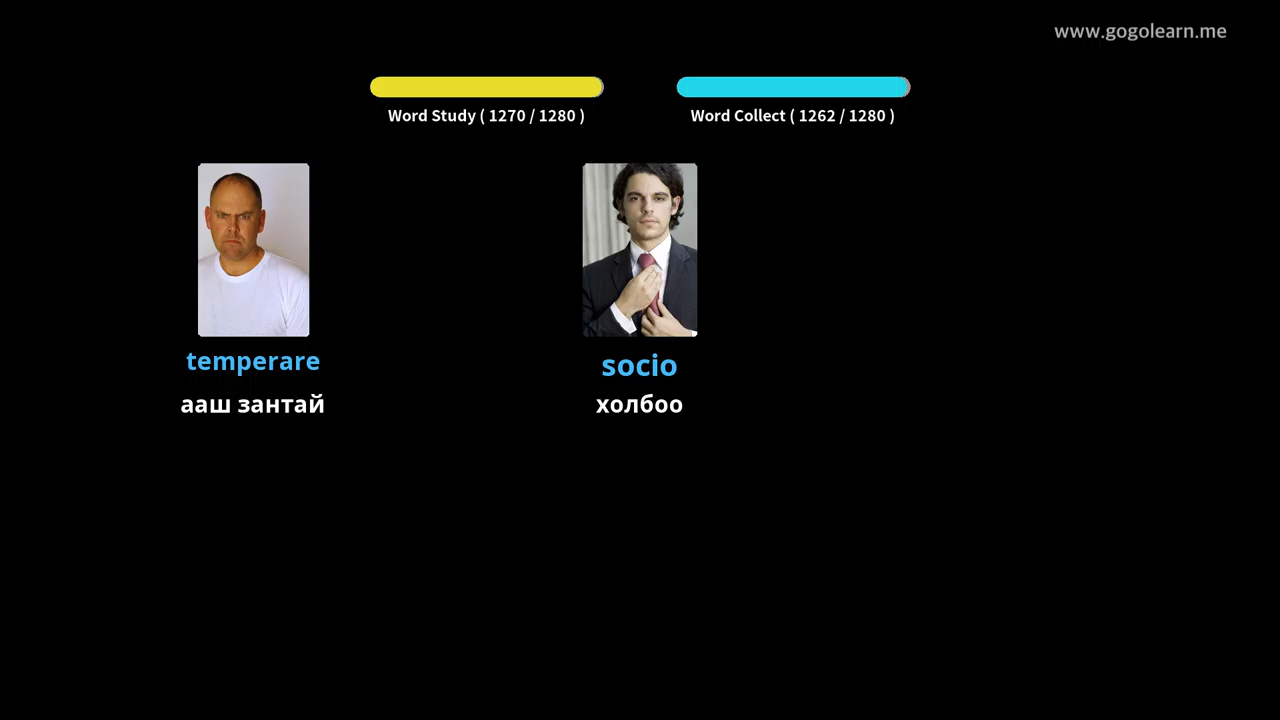 www.gogolearn.me
Word Study ( 1270 / 1280 )
Word Collect ( 1262 / 1280 )
temperare
ааш зантай
socio
холбоо